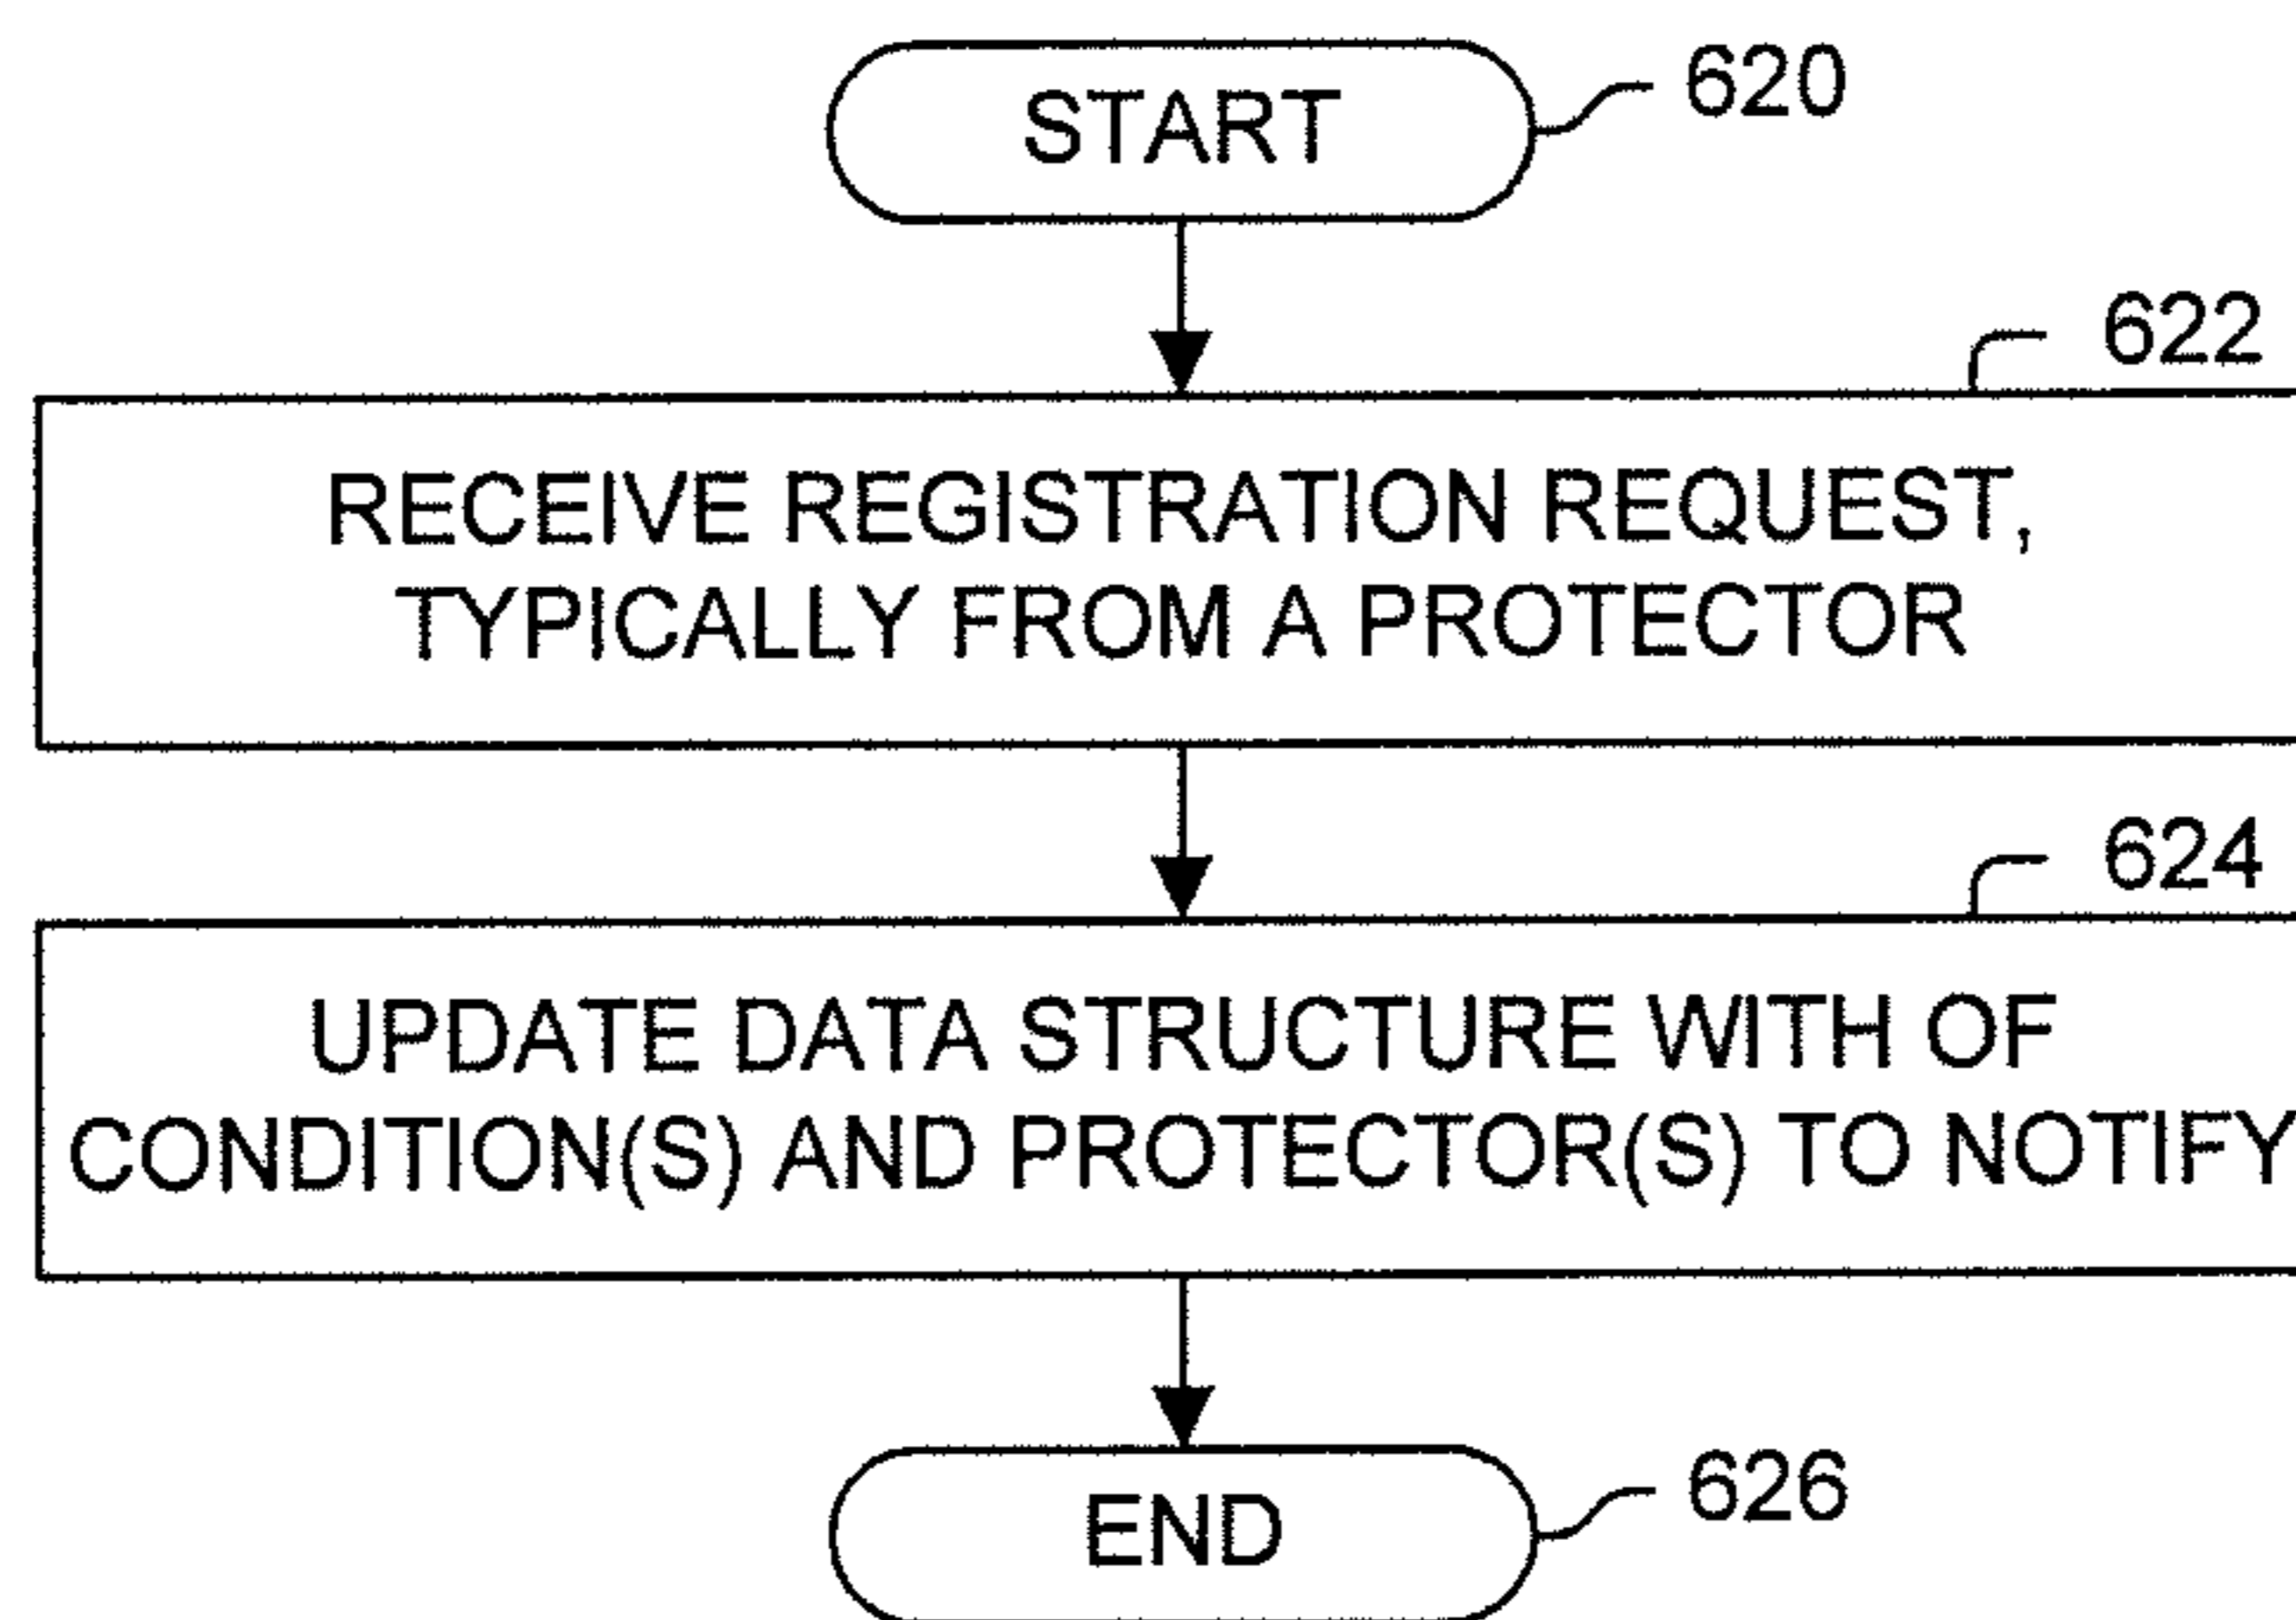 START
620
622
RECEIVE REGISTRATION REQUEST,
TYPICALLY FROM A PROTECTOR
624
UPDATE DATA STRUCTURE WITH OF
CONDITION(S) AND PROTECTOR(S) TO NOTIFY
END
626